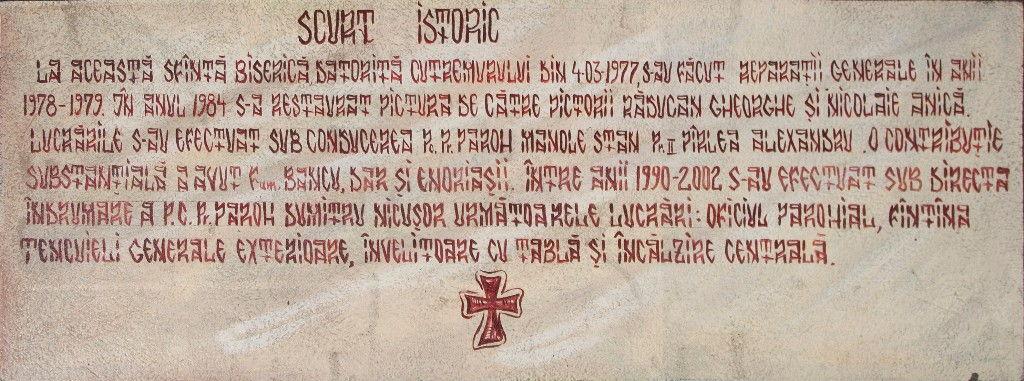 SCURT ISTORIC
LA ACEASTĂ SFÎNTĂ BISERICĂ DATORITĂ CUTREMURULUI DIN 4-03-1977, S-AU FĂCUT REPARAȚII GENERALE ÎN ANII
1978-1979. ÎN ANUL 1984 S-A RESTAURAT PICTURA DE CĂTRE PICTORII RĂDUCAN GHEORGHE ȘI NICOLAIE ANICĂ.
LUCRĂRILE S-AU EFECTUAT SUB CONDUCEREA P.R. PAROH MANOLE STAN P.II PÎRLEA ALEXANDRU. O CONTRIBUȚIE
SUBSTANȚIALĂ A AVUT Fam. BANCU, DAR ȘI ENORIAȘII. ÎNTRE ANII 1990-2002 S-AU EFECTUAT SUB DIRECTA
ÎNDRUMARE A P.C. Pr. PAROH DUMITRU NICUȘOR URMĂTOARELE LUCRĂRI: OFICIUL PAROHIAL, FÎNTÎNA
TENCUIELI GENERALE EXTERIOARE, ÎNVELITOARE CU TABLĂ ȘI ÎNCĂLZIRE CENTRALĂ.